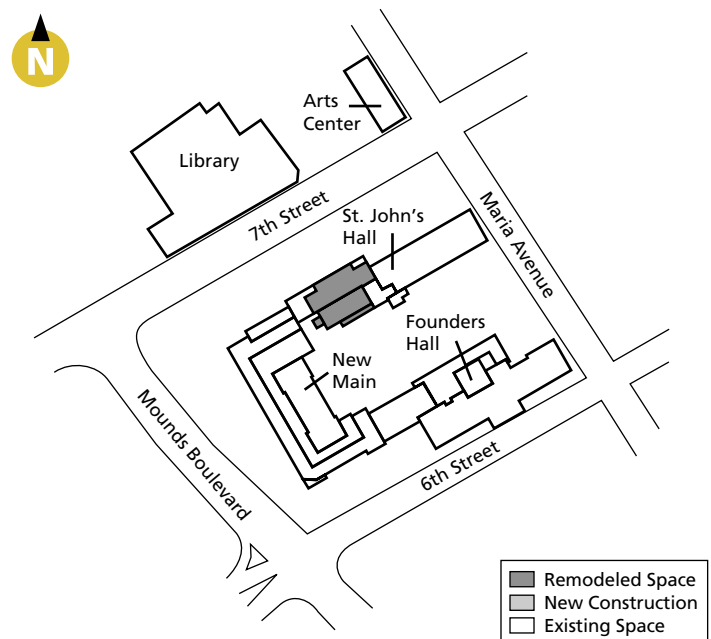 N
Arts
Center
Library
7th Street
St. John's
Hall
Maria Avenue
Founders
Hall
New
Main
Mounds Boulevard
6th Street
Remodeled Space
New Construction
Existing Space